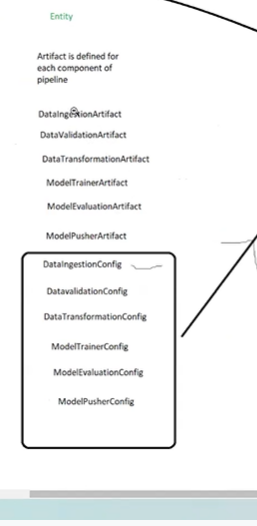 Entity
Artifact is defined for
each component of
pipeline
DataIngestionArtifact
DataValidationArtifact
DataTransformationArtifact
ModelTrainerArtifact
ModelEvaluationArtifact
ModelPusherArtifact
DataIngestionConfig
DatavalidationConfig
DataTransformationConfig
ModelTrainerConfig
ModelEvaluationConfig
ModelPusherConfig